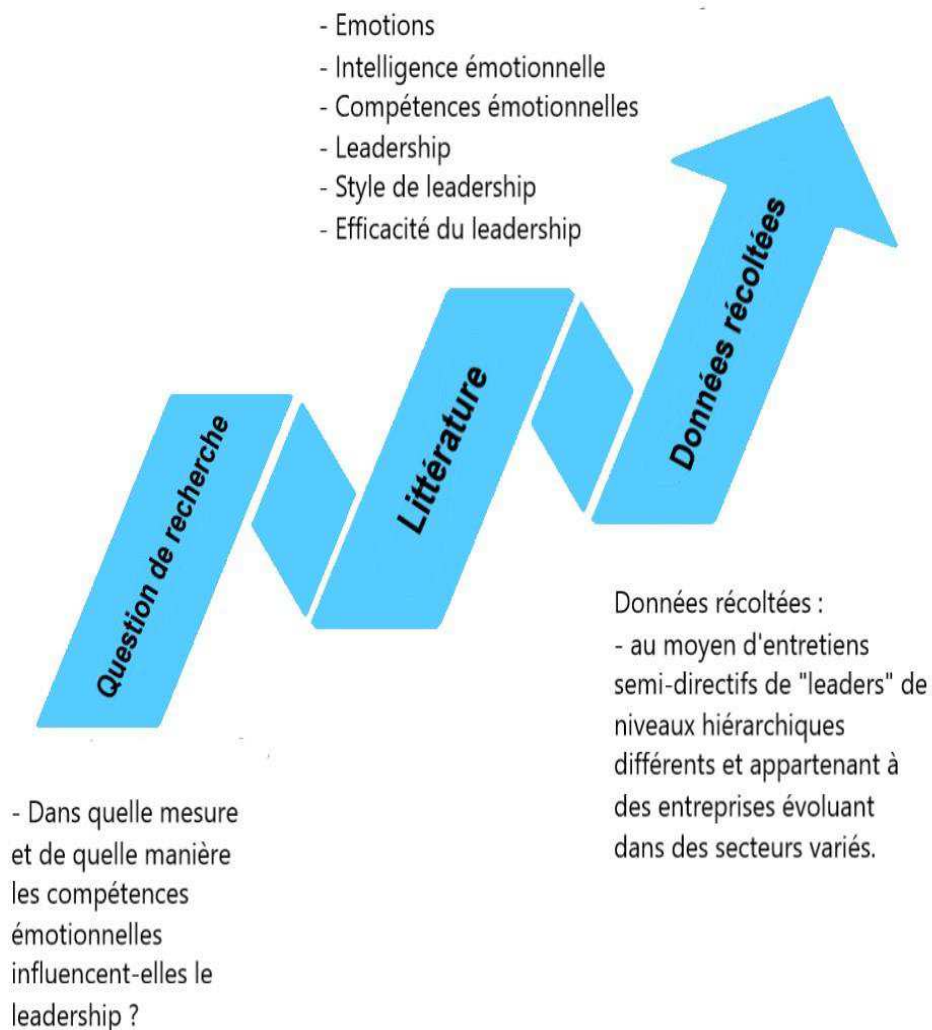 - Emotions
- Intelligence émotionnelle
- Compétences émotionnelles
- Leadership
- Style de leadership
- Efficacité du leadership
Question de recherche
Littérature
Données récoltées
- Dans quelle mesure
et de quelle manière
les compétences
émotionnelles
influencent-elles le
leadership ?
Données récoltées :
- au moyen d'entretiens
semi-directifs de "leaders" de
niveaux hiérarchiques
différents et appartenant à
des entreprises évoluant
dans des secteurs variés.